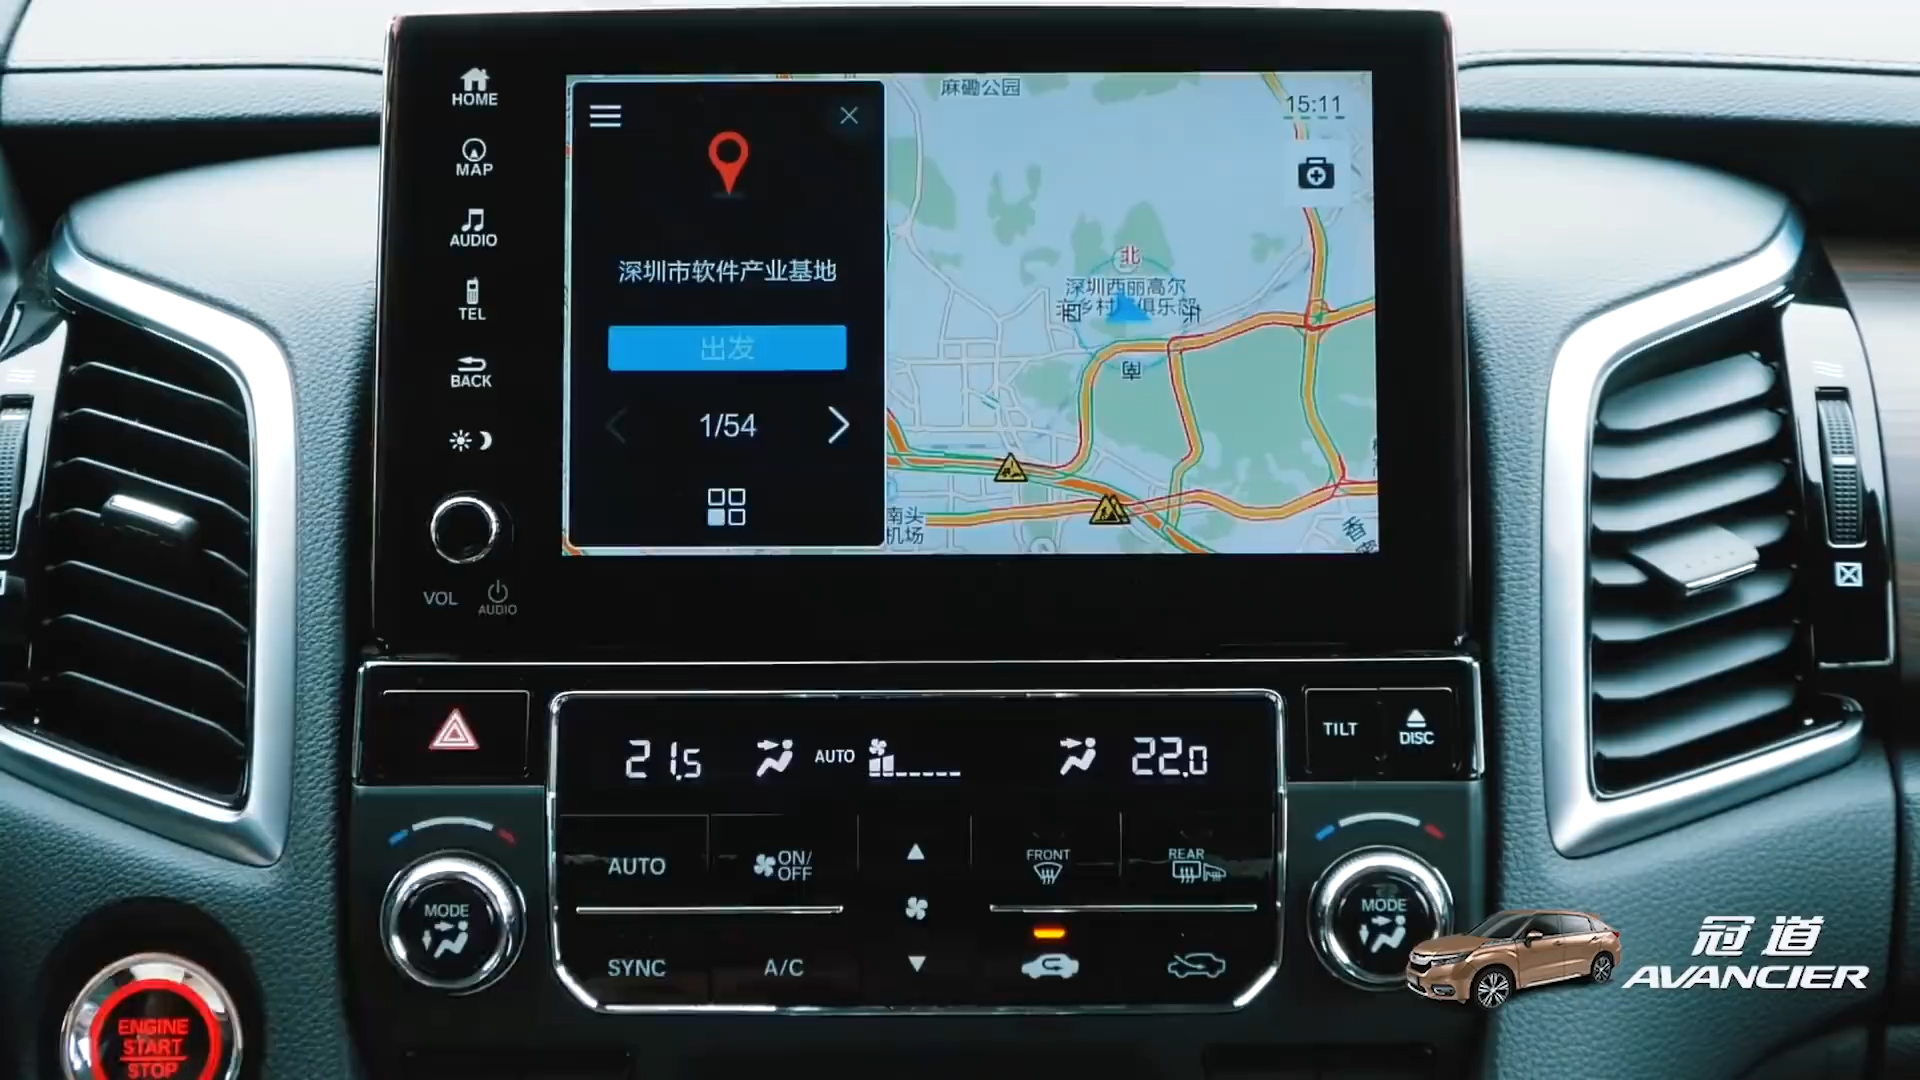 HOME
MAP
AUDIO
TEL
BACK
VOL
AUDIO
深圳市软件产业基地
出发
1/54
麻磡公园
15:11
北
深圳西丽高尔
俱乐部
南头
机场
香
TILT
DISC
21.5
AUTO
22.0
AUTO
ON/
OFF
FRONT
REAR
SYNC
A/C
MODE
MODE
ENGINE
START
STOP
冠道
AVANCIER